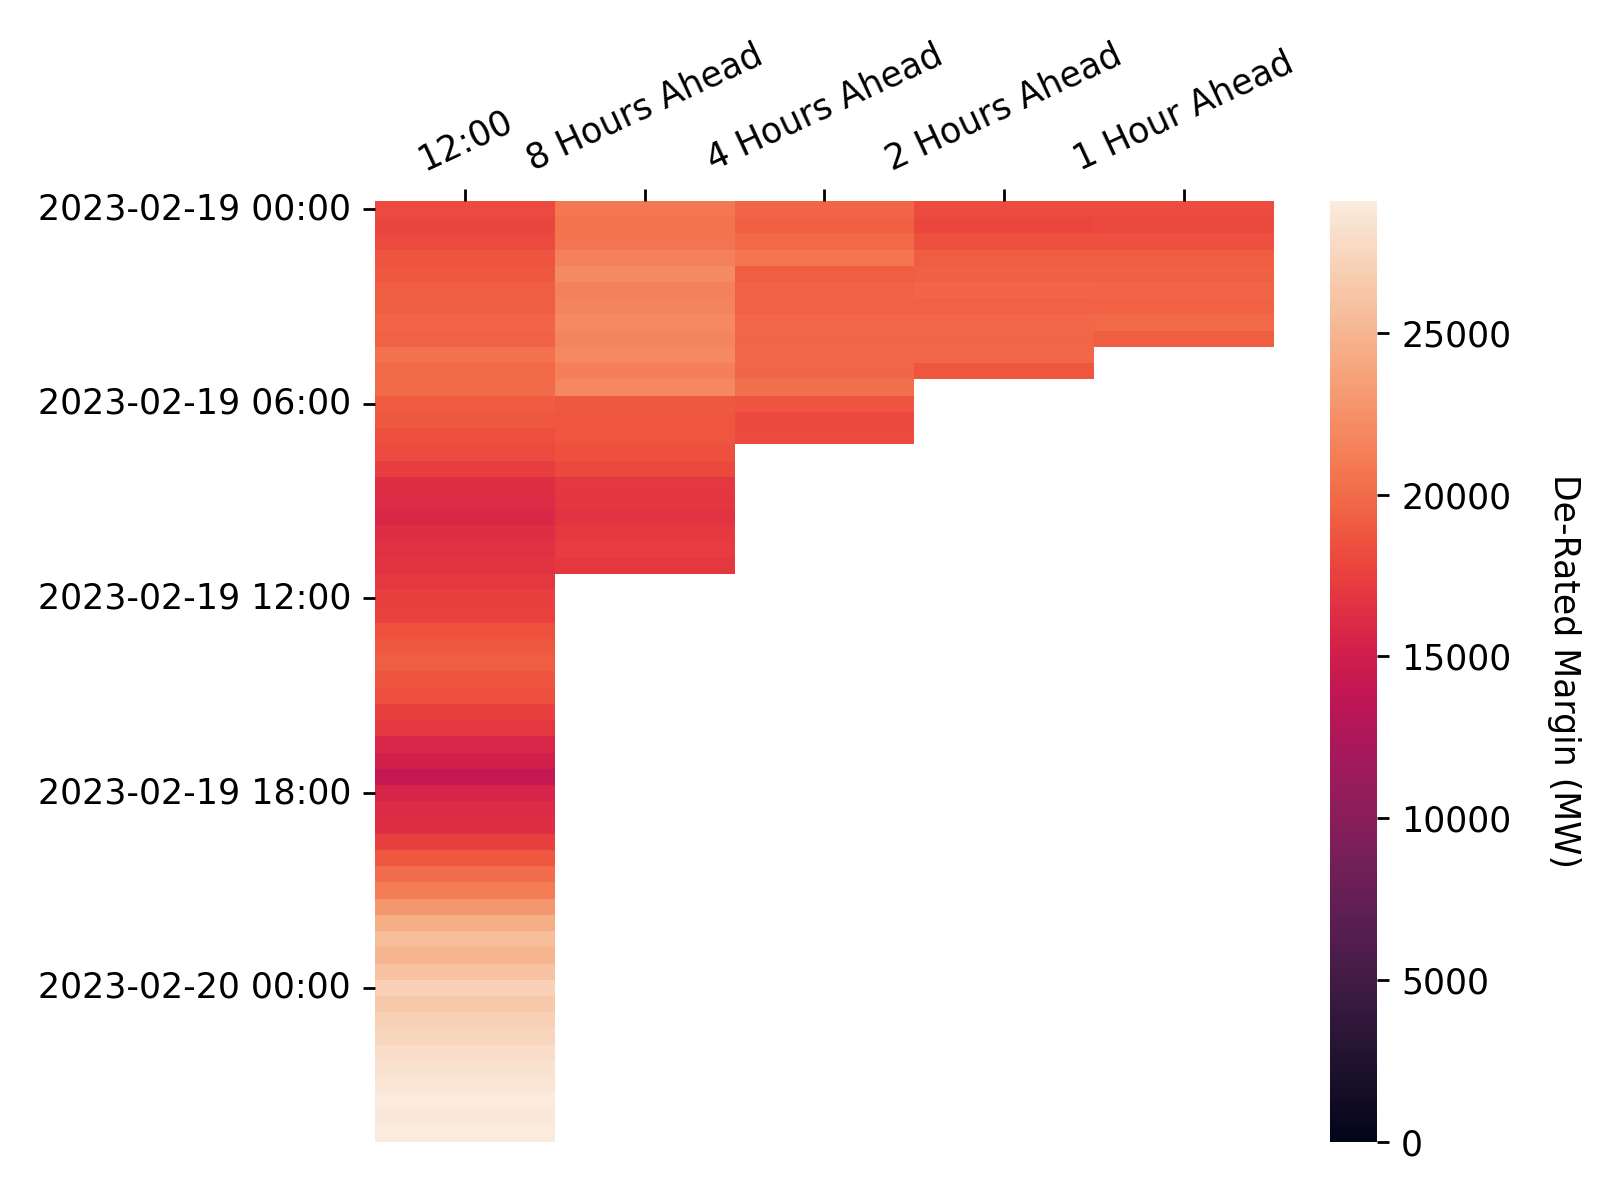 12:00
8 Hours Ahead
4 Hours Ahead
2 Hours Ahead
1 Hour Ahead
2023-02-19 00:00
2023-02-19 06:00
2023-02-19 12:00
2023-02-19 18:00
2023-02-20 00:00
25000
20000
15000
10000
5000
0
De-Rated Margin (MW)